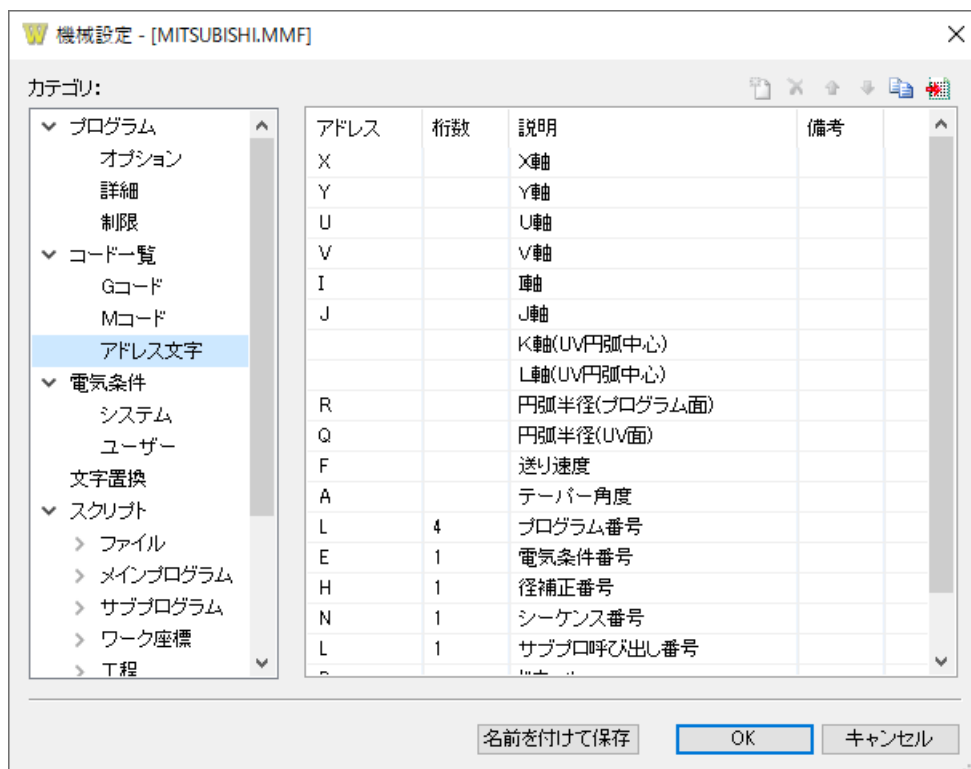 機械設定 - [MITSUBISHI.MMF]
カテゴリ:
プログラム
オプション
詳細
制限
コード一覧
Gコード
Mコード
アドレス文字
電気条件
システム
ユーザー
文字置換
スクリプト
ファイル
メインプログラム
サブプログラム
ワーク座標
工程
アドレス 桁数 説明 備考
X X軸
Y Y軸
U U軸
V V軸
I I軸
J J軸
K軸(UV円弧中心)
L軸(UV円弧中心)
R 円弧半径(プログラム面)
Q 円弧半径(UV面)
F 送り速度
A テーパー角度
L 4 プログラム番号
E 1 電気条件番号
H 1 径補正番号
N 1 シーケンス番号
L 1 サブプロ呼び出し番号
名前を付けて保存 OK キャンセル